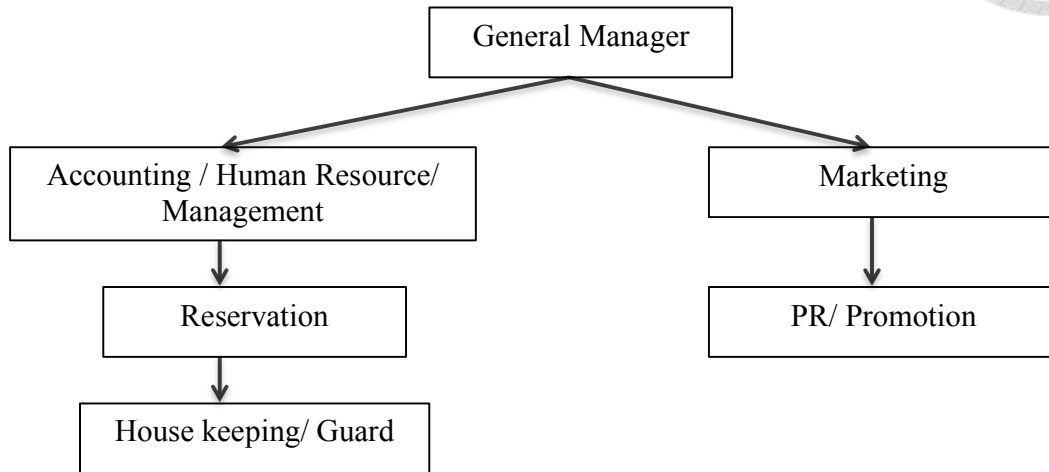 General Manager
Accounting / Human Resource/
Management
Marketing
Reservation
PR/ Promotion
House keeping/ Guard